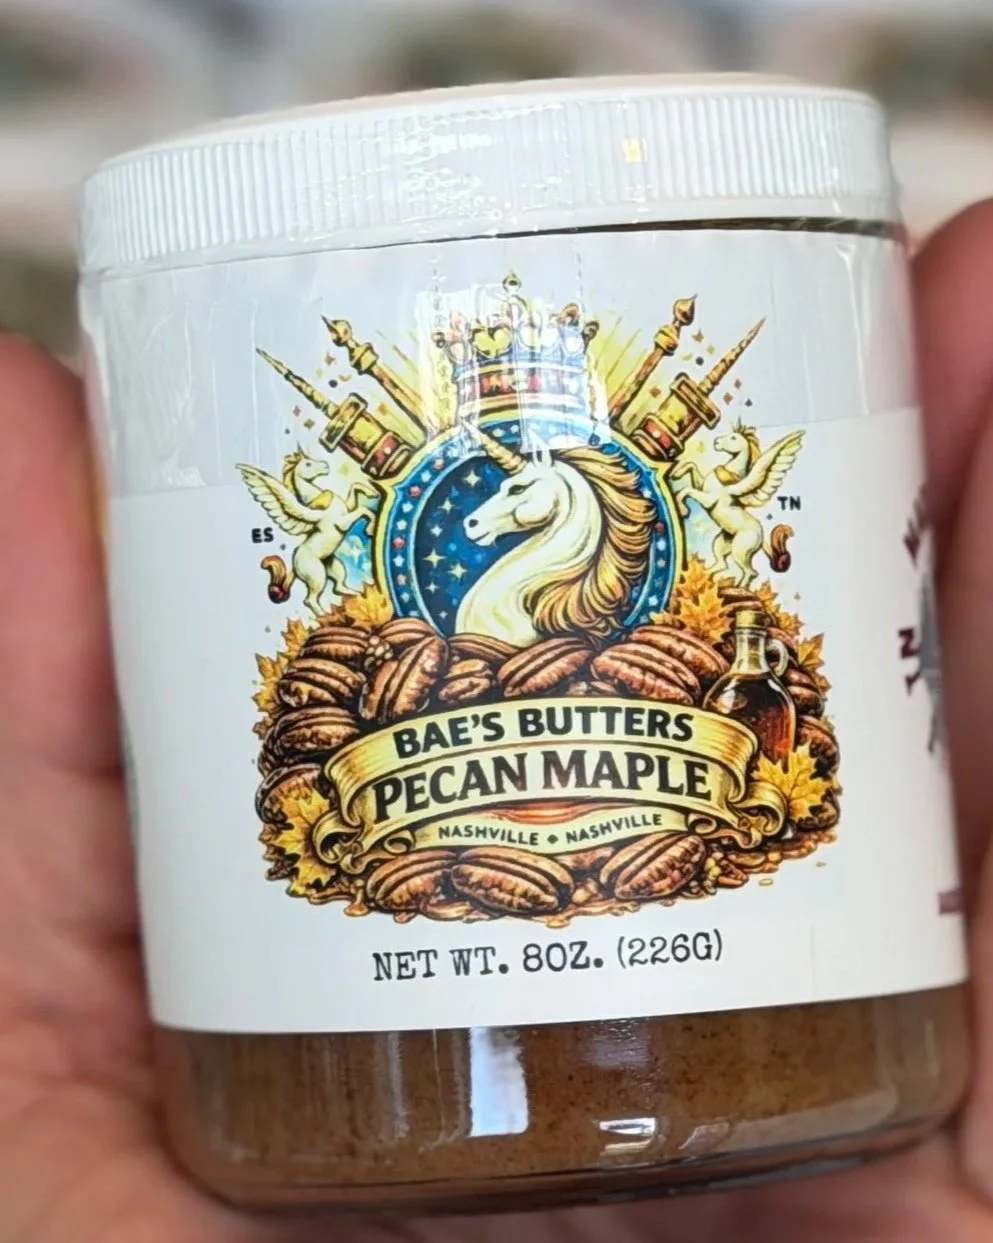 ES
TN
BAE'S BUTTERS
PECAN MAPLE
NASHVILLE ◆ NASHVILLE
NET WT. 8OZ. (226G)